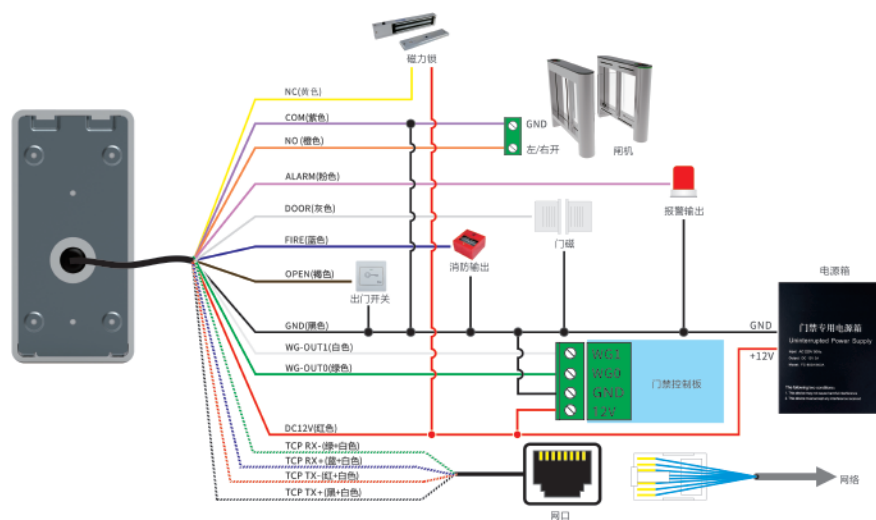 磁力锁
NC(黄色)
COM(紫色)
GND
NO (橙色)
左/右开
闸机
ALARM(粉色)
报警输出
DOOR(灰色)
门磁
FIRE(蓝色)
消防输出
OPEN(褐色)
出门开关
电源箱
GND(黑色)
GND
门禁专用电源箱
Uninterrupted Power Supply
WG-OUT1(白色)
WG1
+12V
WG-OUT0(绿色)
WG0
门禁控制板
GND
12V
The following two conditions:
DC12V(红色)
TCP RX-(绿+白色)
TCP RX+(蓝+白色)
TCP TX-(红+白色)
TCP TX+(黑+白色)
网口
网络